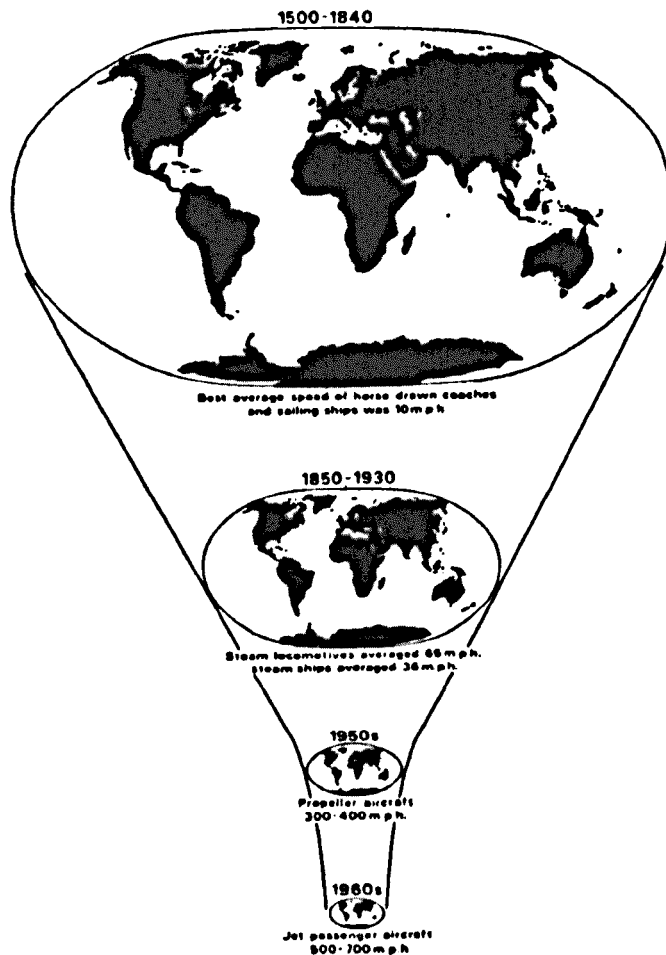 1500-1840
Best average speed of horse drawn coaches
and sailing ships was 10 m.p.h
1850-1930
Steam locomotives averaged 65 m.p.h.
steam ships averaged 36 m.p.h.
1950s
Propeller aircraft
300-400 m.p.h.
1960s
Jet passenger aircraft
500-700 m.p.h